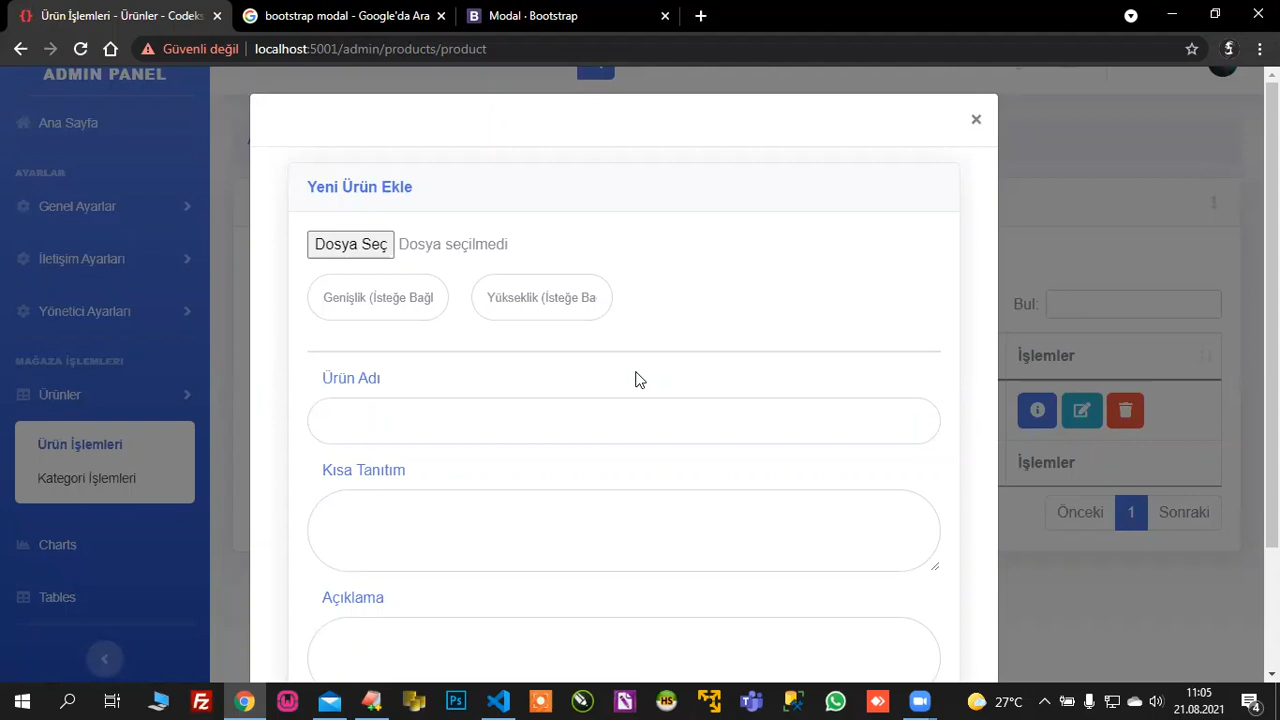 Ürün İşlemleri - Ürünler - Codeks
bootstrap modal - Google'da Ara
Modal · Bootstrap
Güvenli değil
localhost:5001/admin/products/product
ADMIN PANEL
Ana Sayfa
AYARLAR
Genel Ayarlar
İletişim Ayarları
Yönetici Ayarları
MAĞAZA İŞLEMLERİ
Ürünler
Ürün İşlemleri
Kategori İşlemleri
Charts
Tables
×
Yeni Ürün Ekle
Dosya Seç Dosya seçilmedi
Genişlik (İsteğe Bağl
Yükseklik (İsteğe Ba
Ürün Adı
Kısa Tanıtım
Açıklama
Bul:
İşlemler
İşlemler
Önceki 1 Sonraki
27°C
11:05
21.08.2021
4